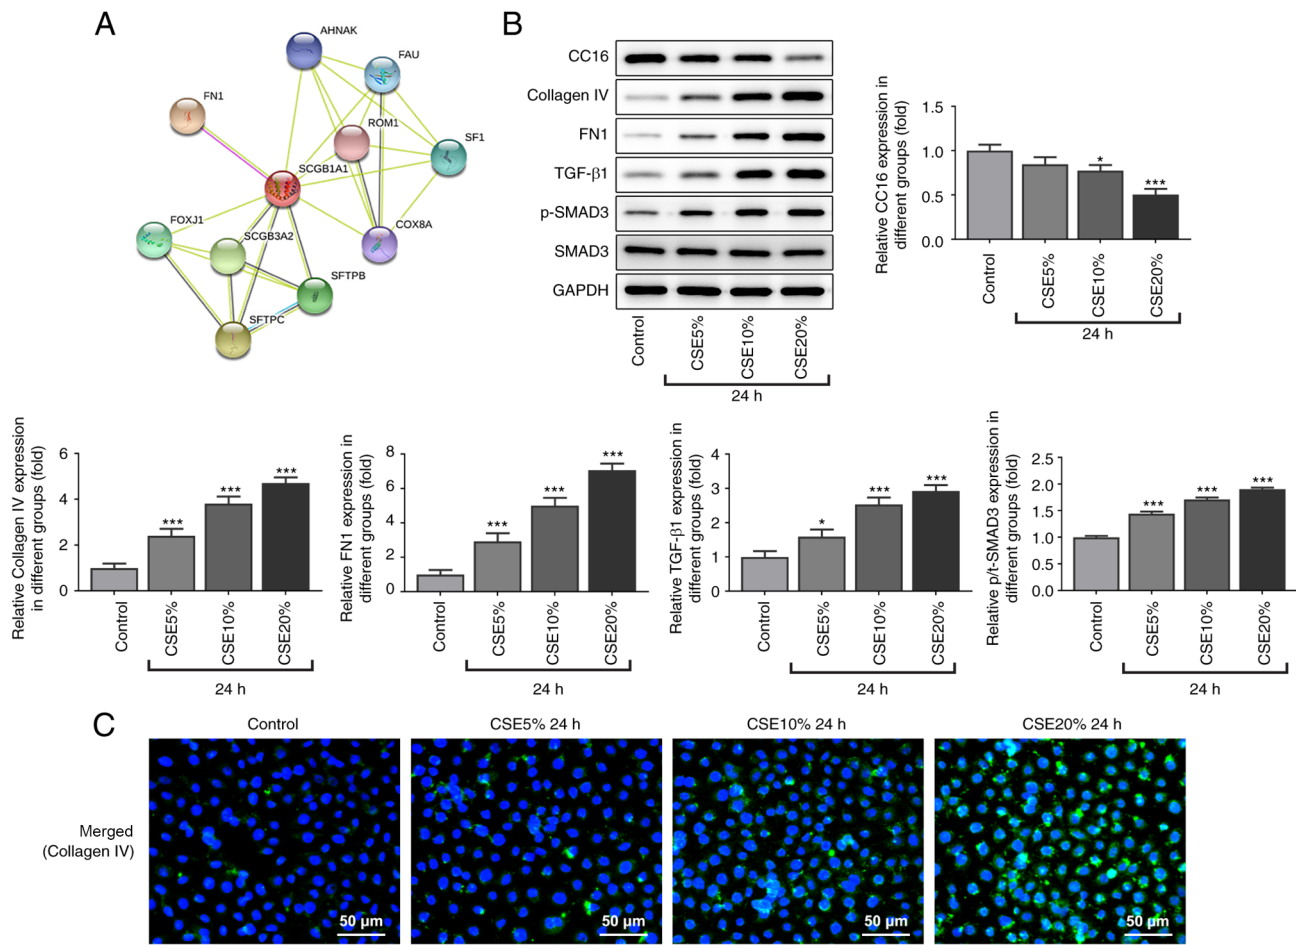 A
AHNAK
FAU
FN1
ROM1
SF1
SCGB1A1
FOXJ1
SCGB3A2
COX8A
SFTPB
SFTPC
B
CC16
Collagen IV
FN1
TGF-β1
p-SMAD3
SMAD3
GAPDH
Control
CSE5%
CSE10%
CSE20%
24 h
Relative CC16 expression in
different groups (fold)
1.5
1.0
0.5
0.0
*
***
Control
CSE5%
CSE10%
CSE20%
24 h
Relative Collagen IV expression
in different groups (fold)
6
4
2
0
***
***
***
Control
CSE5%
CSE10%
CSE20%
24 h
Relative FN1 expression in
different groups (fold)
8
6
4
2
0
***
***
***
Control
CSE5%
CSE10%
CSE20%
24 h
Relative TGF-β1 expression in
different groups (fold)
4
3
2
1
0
*
***
***
Control
CSE5%
CSE10%
CSE20%
24 h
Relative p/t-SMAD3 expression in
different groups (fold)
2.5
2.0
1.5
1.0
0.5
0.0
***
***
***
Control
CSE5%
CSE10%
CSE20%
24 h
C
Control
CSE5% 24 h
CSE10% 24 h
CSE20% 24 h
Merged
(Collagen IV)
50 µm
50 µm
50 µm
50 µm